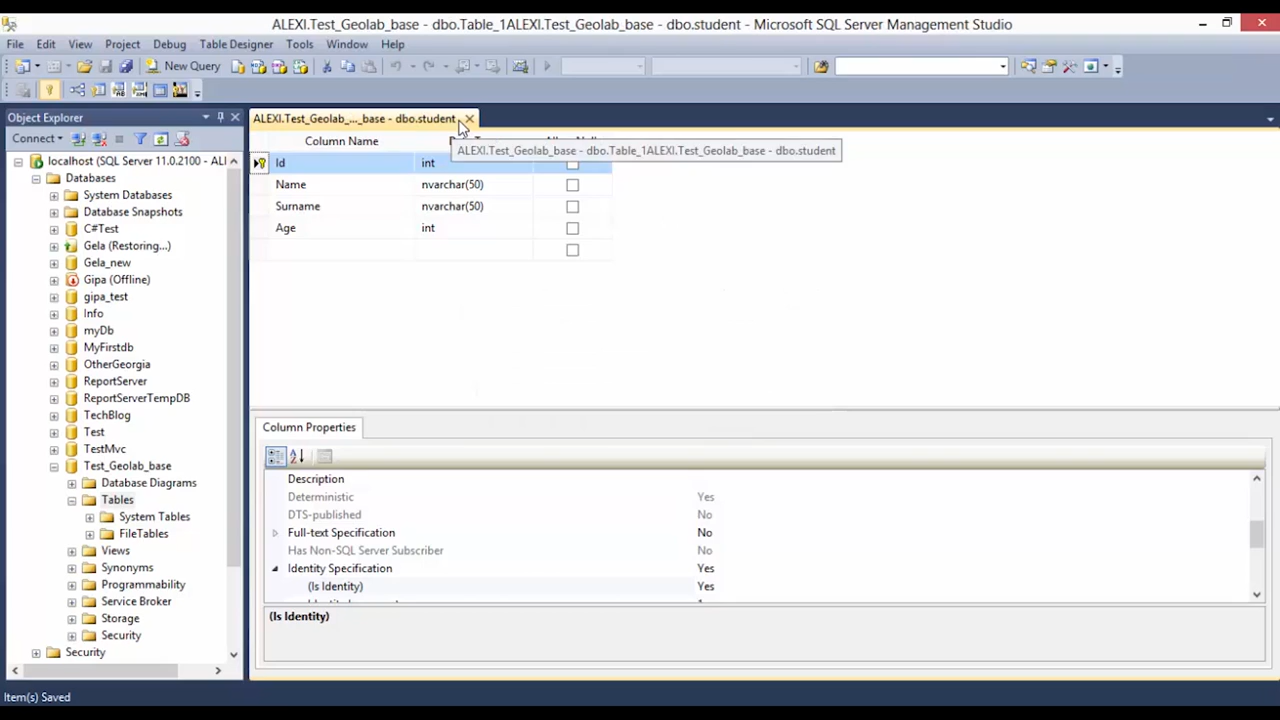 ALEXI.Test_Geolab_base - dbo.Table_1ALEXI.Test_Geolab_base - dbo.student - Microsoft SQL Server Management Studio
File Edit View Project Debug Table Designer Tools Window Help
New Query
Object Explorer
Connect
localhost (SQL Server 11.0.2100 - ALI
Databases
System Databases
Database Snapshots
C#Test
Gela (Restoring...)
Gela_new
Gipa (Offline)
gipa_test
Info
myDb
MyFirstdb
OtherGeorgia
ReportServer
ReportServerTempDB
TechBlog
Test
TestMvc
Test_Geolab_base
Database Diagrams
Tables
System Tables
FileTables
Views
Synonyms
Programmability
Service Broker
Storage
Security
Security
ALEXI.Test_Geolab_..._base - dbo.student
Column Name
ALEXI.Test_Geolab_base - dbo.Table_1ALEXI.Test_Geolab_base - dbo.student
Id int
Name nvarchar(50)
Surname nvarchar(50)
Age int
Column Properties
Description
Deterministic Yes
DTS-published No
Full-text Specification No
Has Non-SQL Server Subscriber No
Identity Specification Yes
(Is Identity) Yes
(Is Identity)
Item(s) Saved